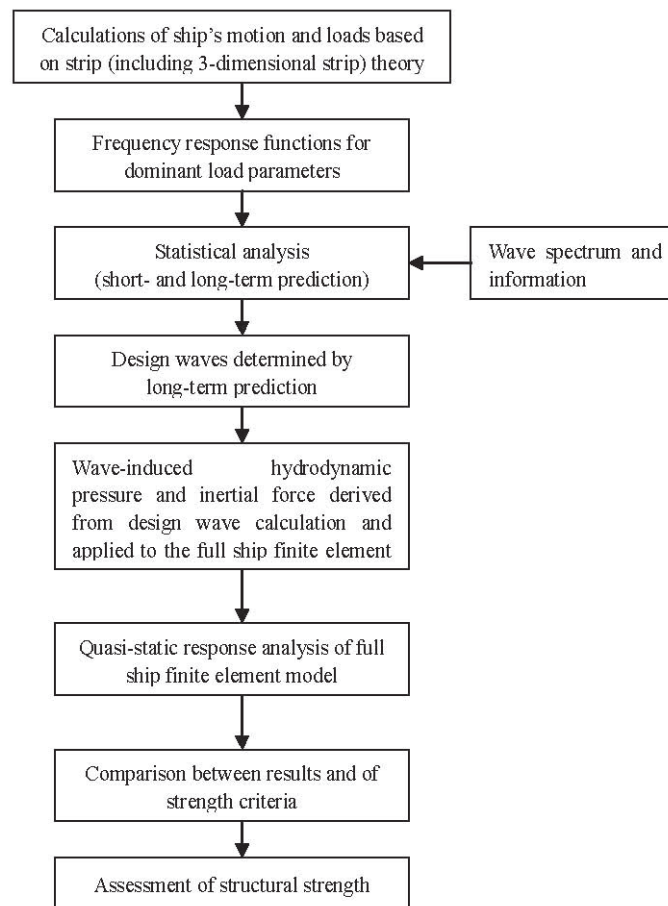 Calculations of ship's motion and loads based
on strip (including 3-dimensional strip) theory
Frequency response functions for
dominant load parameters
Statistical analysis
(short- and long-term prediction)
Wave spectrum and
information
Design waves determined by
long-term prediction
Wave-induced hydrodynamic
pressure and inertial force derived
from design wave calculation and
applied to the full ship finite element
Quasi-static response analysis of full
ship finite element model
Comparison between results and of
strength criteria
Assessment of structural strength